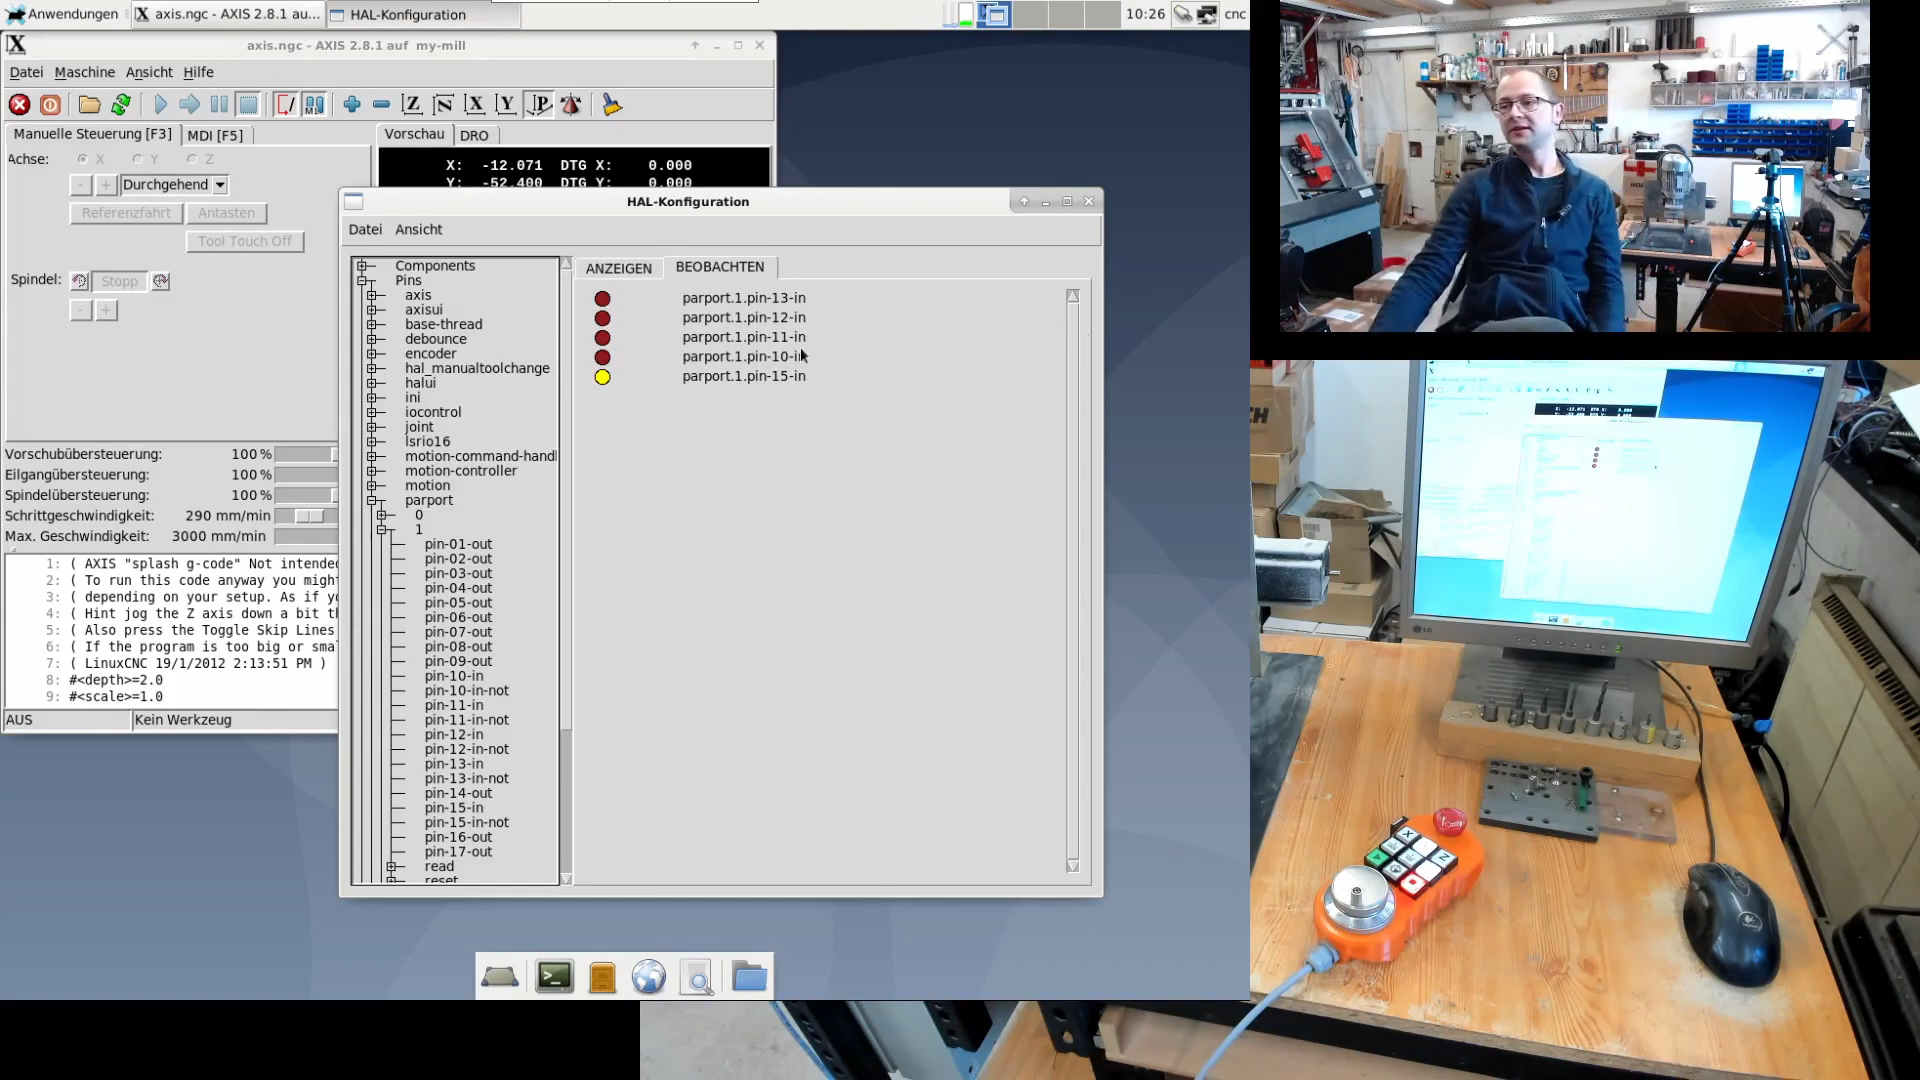 Anwendungen
axis.ngc - AXIS 2.8.1 au...
HAL-Konfiguration
10:26
cnc
axis.ngc - AXIS 2.8.1 auf my-mill
Datei Maschine Ansicht Hilfe
Manuelle Steuerung [F3]
MDI [F5]
Vorschau
DRO
Achse:
X
Y
Z
X: -12.071 DTG X: 0.000
Y: -52.400 DTG Y: 0.000
- + Durchgehend
Referenzfahrt
Antasten
Tool Touch Off
Spindel:
Stopp
- +
Vorschubübersteuerung: 100 %
Eilgangübersteuerung: 100 %
Spindelübersteuerung: 100 %
Schrittgeschwindigkeit: 290 mm/min
Max. Geschwindigkeit: 3000 mm/min
1: ( AXIS "splash g-code" Not intende
2: ( To run this code anyway you migh
3: ( depending on your setup. As if y
4: ( Hint jog the Z axis down a bit t
5: ( Also press the Toggle Skip Lines
6: ( If the program is too big or sma
7: ( LinuxCNC 19/1/2012 2:13:51 PM )
8: #<depth>=2.0
9: #<scale>=1.0
AUS
Kein Werkzeug
HAL-Konfiguration
Datei Ansicht
Components
Pins
axis
axisui
base-thread
debounce
encoder
hal_manualtoolchange
halui
ini
iocontrol
joint
lsrio16
motion-command-handl
motion-controller
motion
parport
0
1
pin-01-out
pin-02-out
pin-03-out
pin-04-out
pin-05-out
pin-06-out
pin-07-out
pin-08-out
pin-09-out
pin-10-in
pin-10-in-not
pin-11-in
pin-11-in-not
pin-12-in
pin-12-in-not
pin-13-in
pin-13-in-not
pin-14-out
pin-15-in
pin-15-in-not
pin-16-out
pin-17-out
read
reset
ANZEIGEN
BEOBACHTEN
parport.1.pin-13-in
parport.1.pin-12-in
parport.1.pin-11-in
parport.1.pin-10-in
parport.1.pin-15-in
LG
X
Z